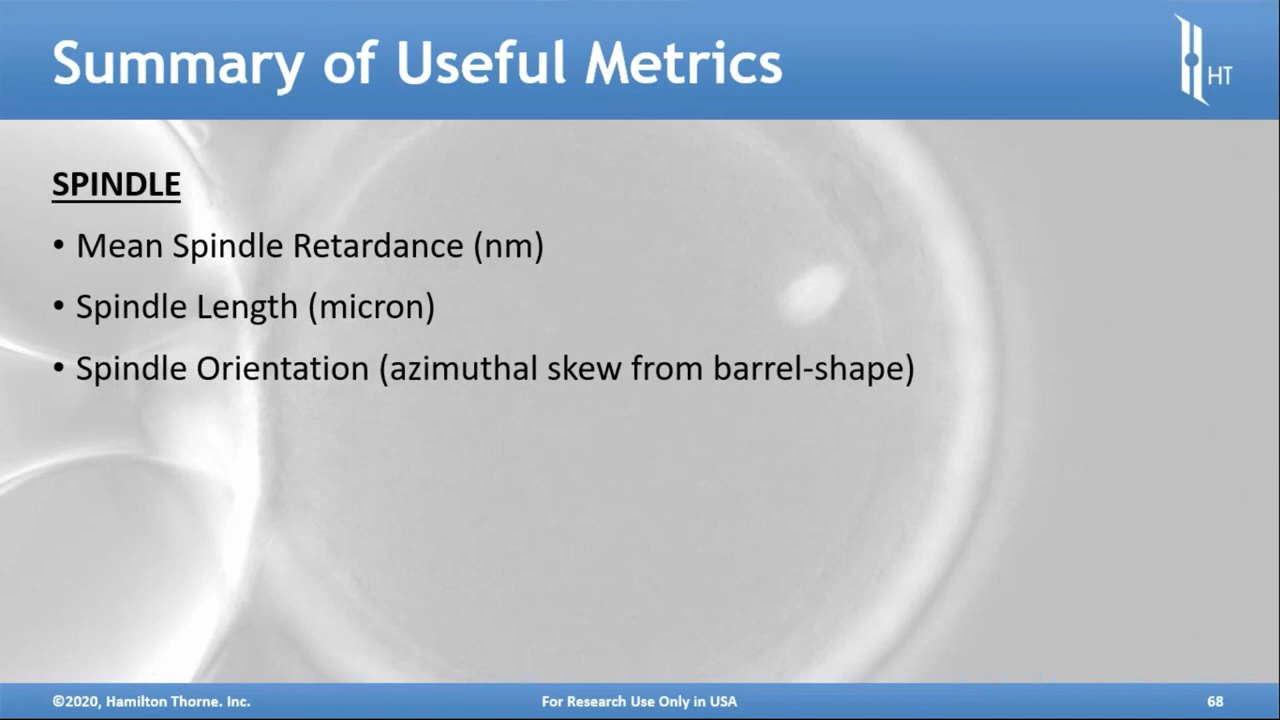 Summary of Useful Metrics
HT
SPINDLE
• Mean Spindle Retardance (nm)
• Spindle Length (micron)
• Spindle Orientation (azimuthal skew from barrel-shape)
©2020, Hamilton Thorne. Inc.
For Research Use Only in USA
68